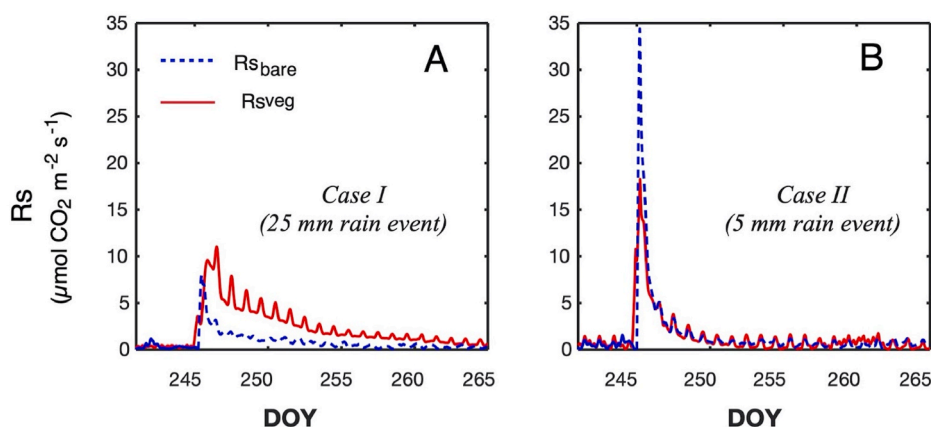 35
30
25
20
15
10
5
0
Rs
(µmol CO2 m-2 s-1)
A
Rsbare
Rsveg
Case I
(25 mm rain event)
245 250 255 260 265
DOY
35
30
25
20
15
10
5
0
B
Case II
(5 mm rain event)
245 250 255 260 265
DOY